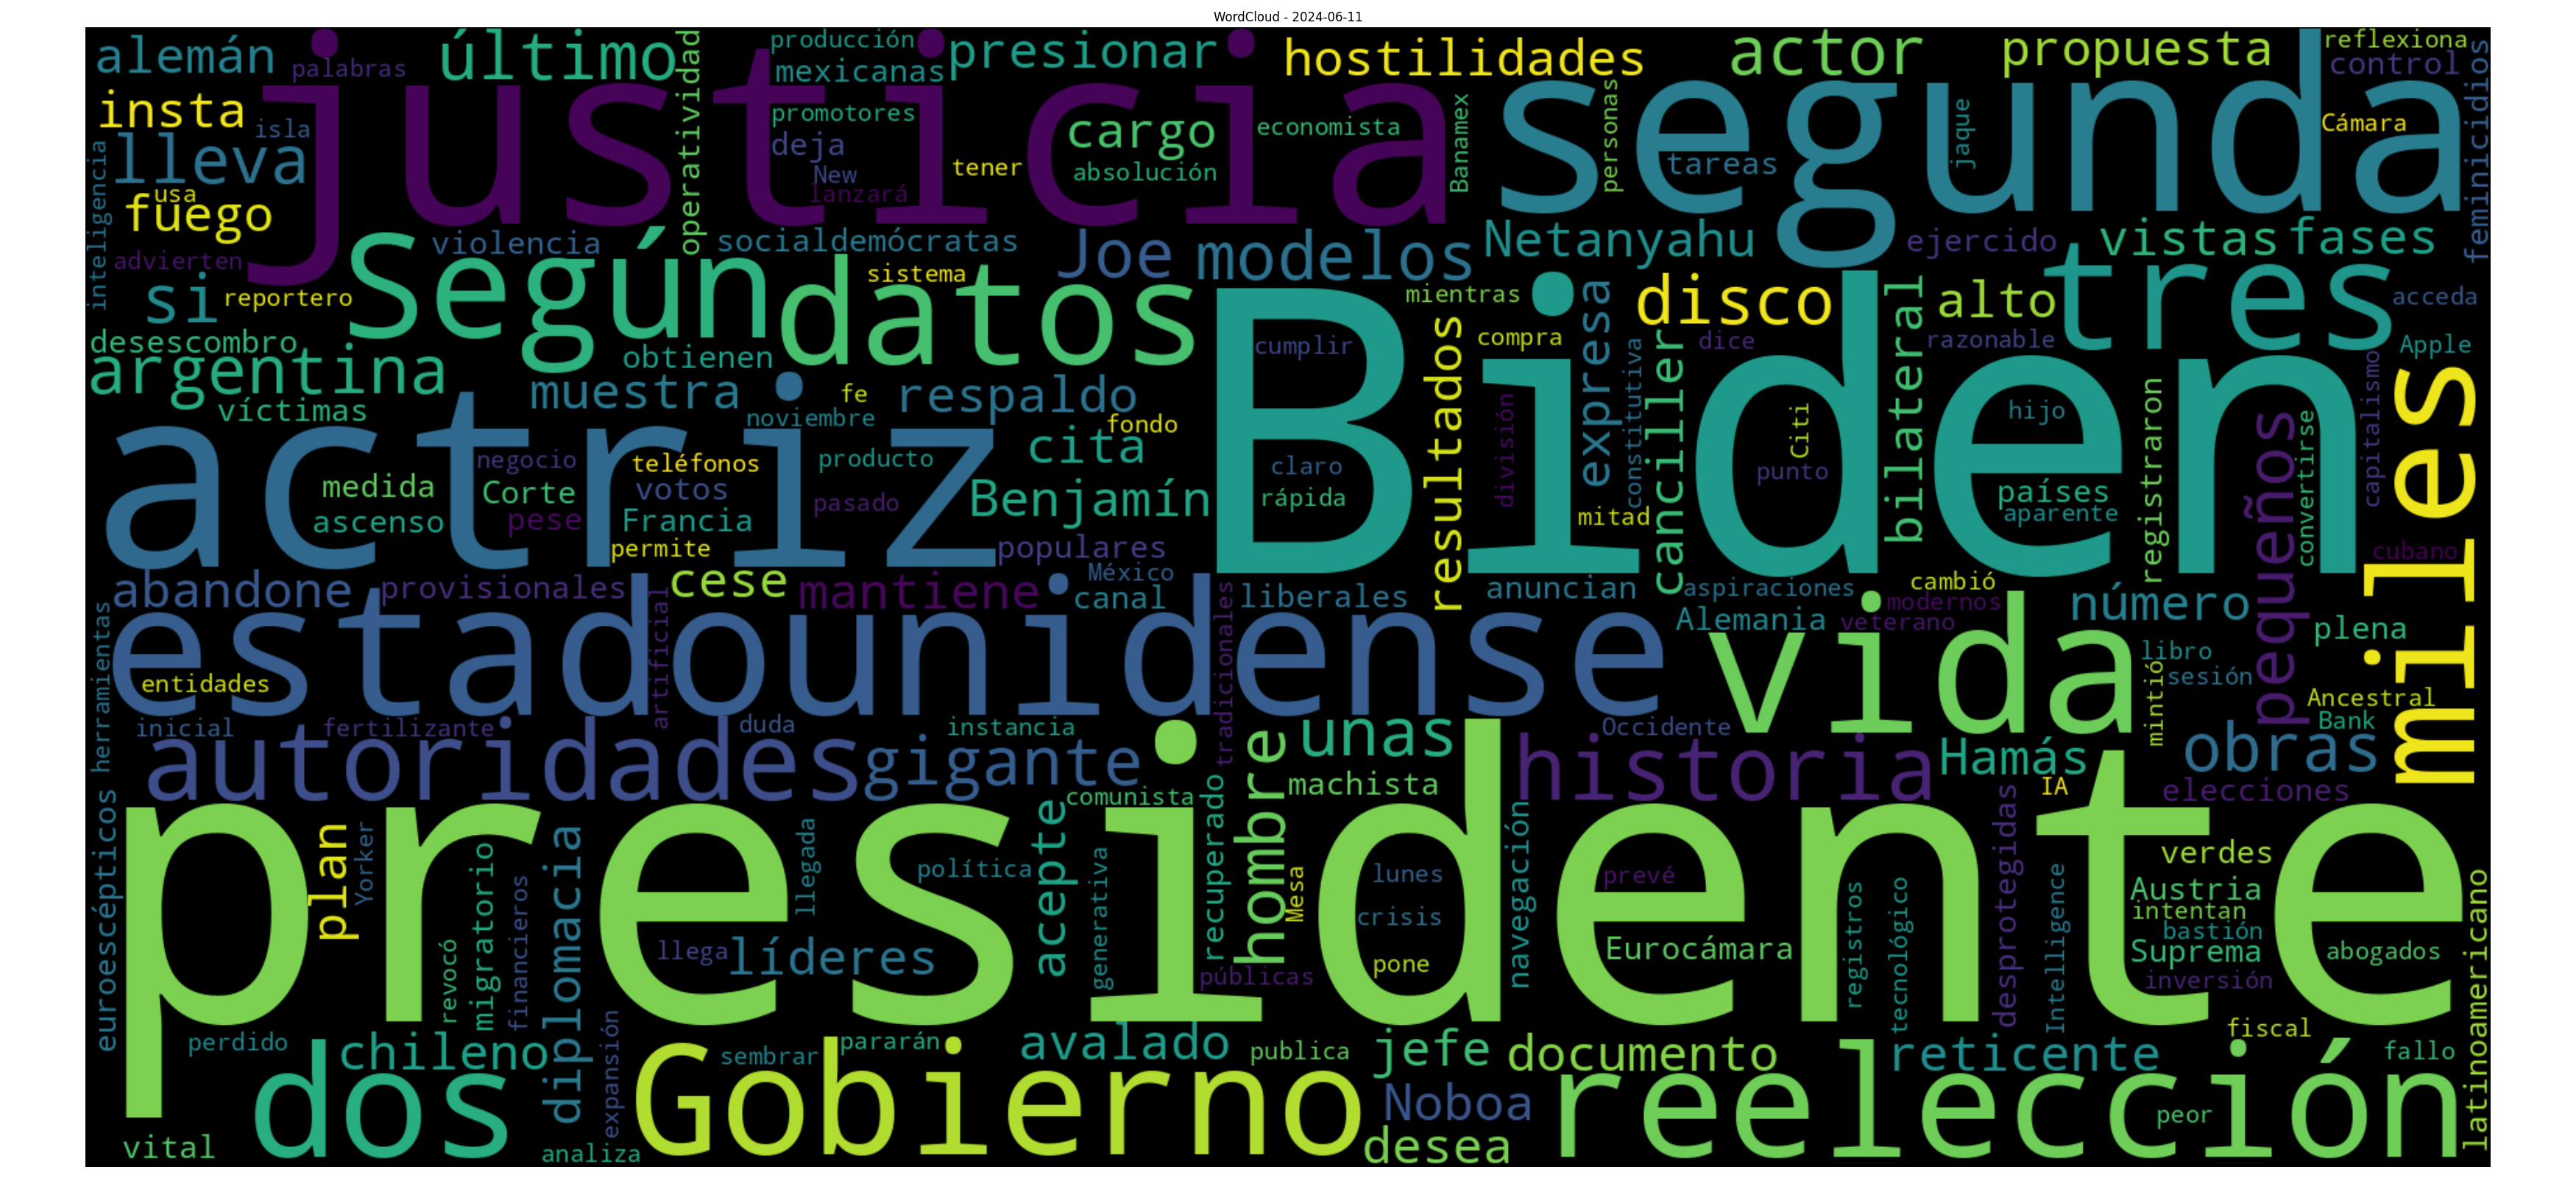 WordCloud - 2024-06-11
alemán
palabras
último
operatividad
producción
mexicanas
presionar
hostilidades
actor
propuesta
reflexiona
control
feminicidios
insta
isla
justicia
promotores
deja
New
lanzará
tener
cargo
absolución
economista
Banamex
personas
segunda
tareas
jaque
Cámara
inteligencia
lleva
usa
fuego
advierten
violencia
socialdemócratas
Joe
modelos
Netanyahu
ejercido
vistas
fases
si
reportero
Según
sistema
datos
mientras
disco
alto
tres
acceda
desescombro
argentina
obtienen
víctimas
muestra
fe
respaldo
noviembre
fondo
cumplir
Biden
resultados
compra
expresa
constitutiva
canciller
dice
bilateral
razonable
Apple
capitalismo
miles
actriz
medida
ascenso
negocio
Corte
pese
teléfonos
votos
Francia
permite
producto
pasado
cita
Benjamín
populares
claro
rápida
división
mitad
punto
Citi
hijo
países
aparente
registraron
pequeños
convertirse
cubano
abandone
provisionales
cese
mantiene
México
canal
liberales
anuncian
aspiraciones
cambió
modernos
Alemania
veterano
número
plena
herramientas
estadounidense
entidades
artificial
tradicionales
vida
libro
sesión
mintió
Ancestral
Bank
inicial
fertilizante
duda
instancia
Occidente
autoridades
gigante
unas
historia
Hamás
obras
IA
elecciones
euroescépticos
comunista
machista
hombre
recuperado
presidente
plan
Yorker
migratorio
revocó
financieros
diplomacia
llegada
política
acepte
generativa
Mesa
lunes
crisis
navegación
prevé
desprotegidas
verdes
Austria
intentan
bastión
Suprema
inversión
abogados
latinoamericano
llega
líderes
públicas
pone
Eurocámara
registros
tecnológico
Intelligence
perdido
chileno
expansión
sembrar
pararán
avalado
publica
jefe
documento
reticente
fiscal
fallo
dos
Gobierno
Noboa
reelección
peor
vital
analiza
desea